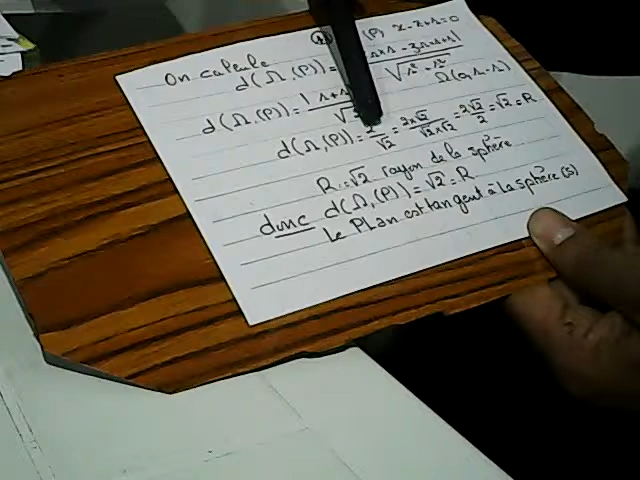 On calcule (P) x-z+1=0
d(Ω,(P)) =
Ω(0,1,-1)
d(Ω,(P)) = |1+1
d(Ω,(P)) = 2/√2 = 2×√2/√2×√2 = 2√2/2 = √2 = R
R=√2 rayon de la sphère
donc d(Ω,(P)) = √2 = R
le Plan est tangent à la sphère (S)